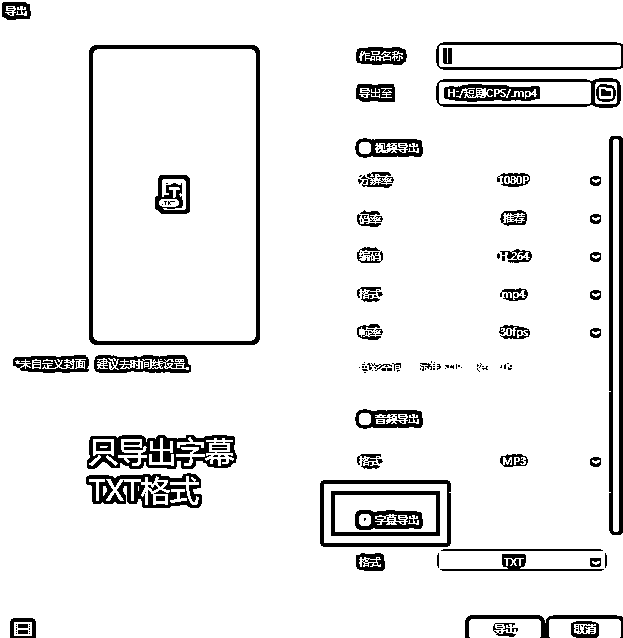 导出
作品名称
导出至 H:/短剧CPS/.mp4
视频导出
分辨率 1080P
码率 推荐
编码 H.264
格式 mp4
帧率 30fps
*未自定义封面，建议去时间线设置。
音频导出
格式 MP3
只导出字幕
TXT格式
字幕导出
格式 TXT
导出 取消